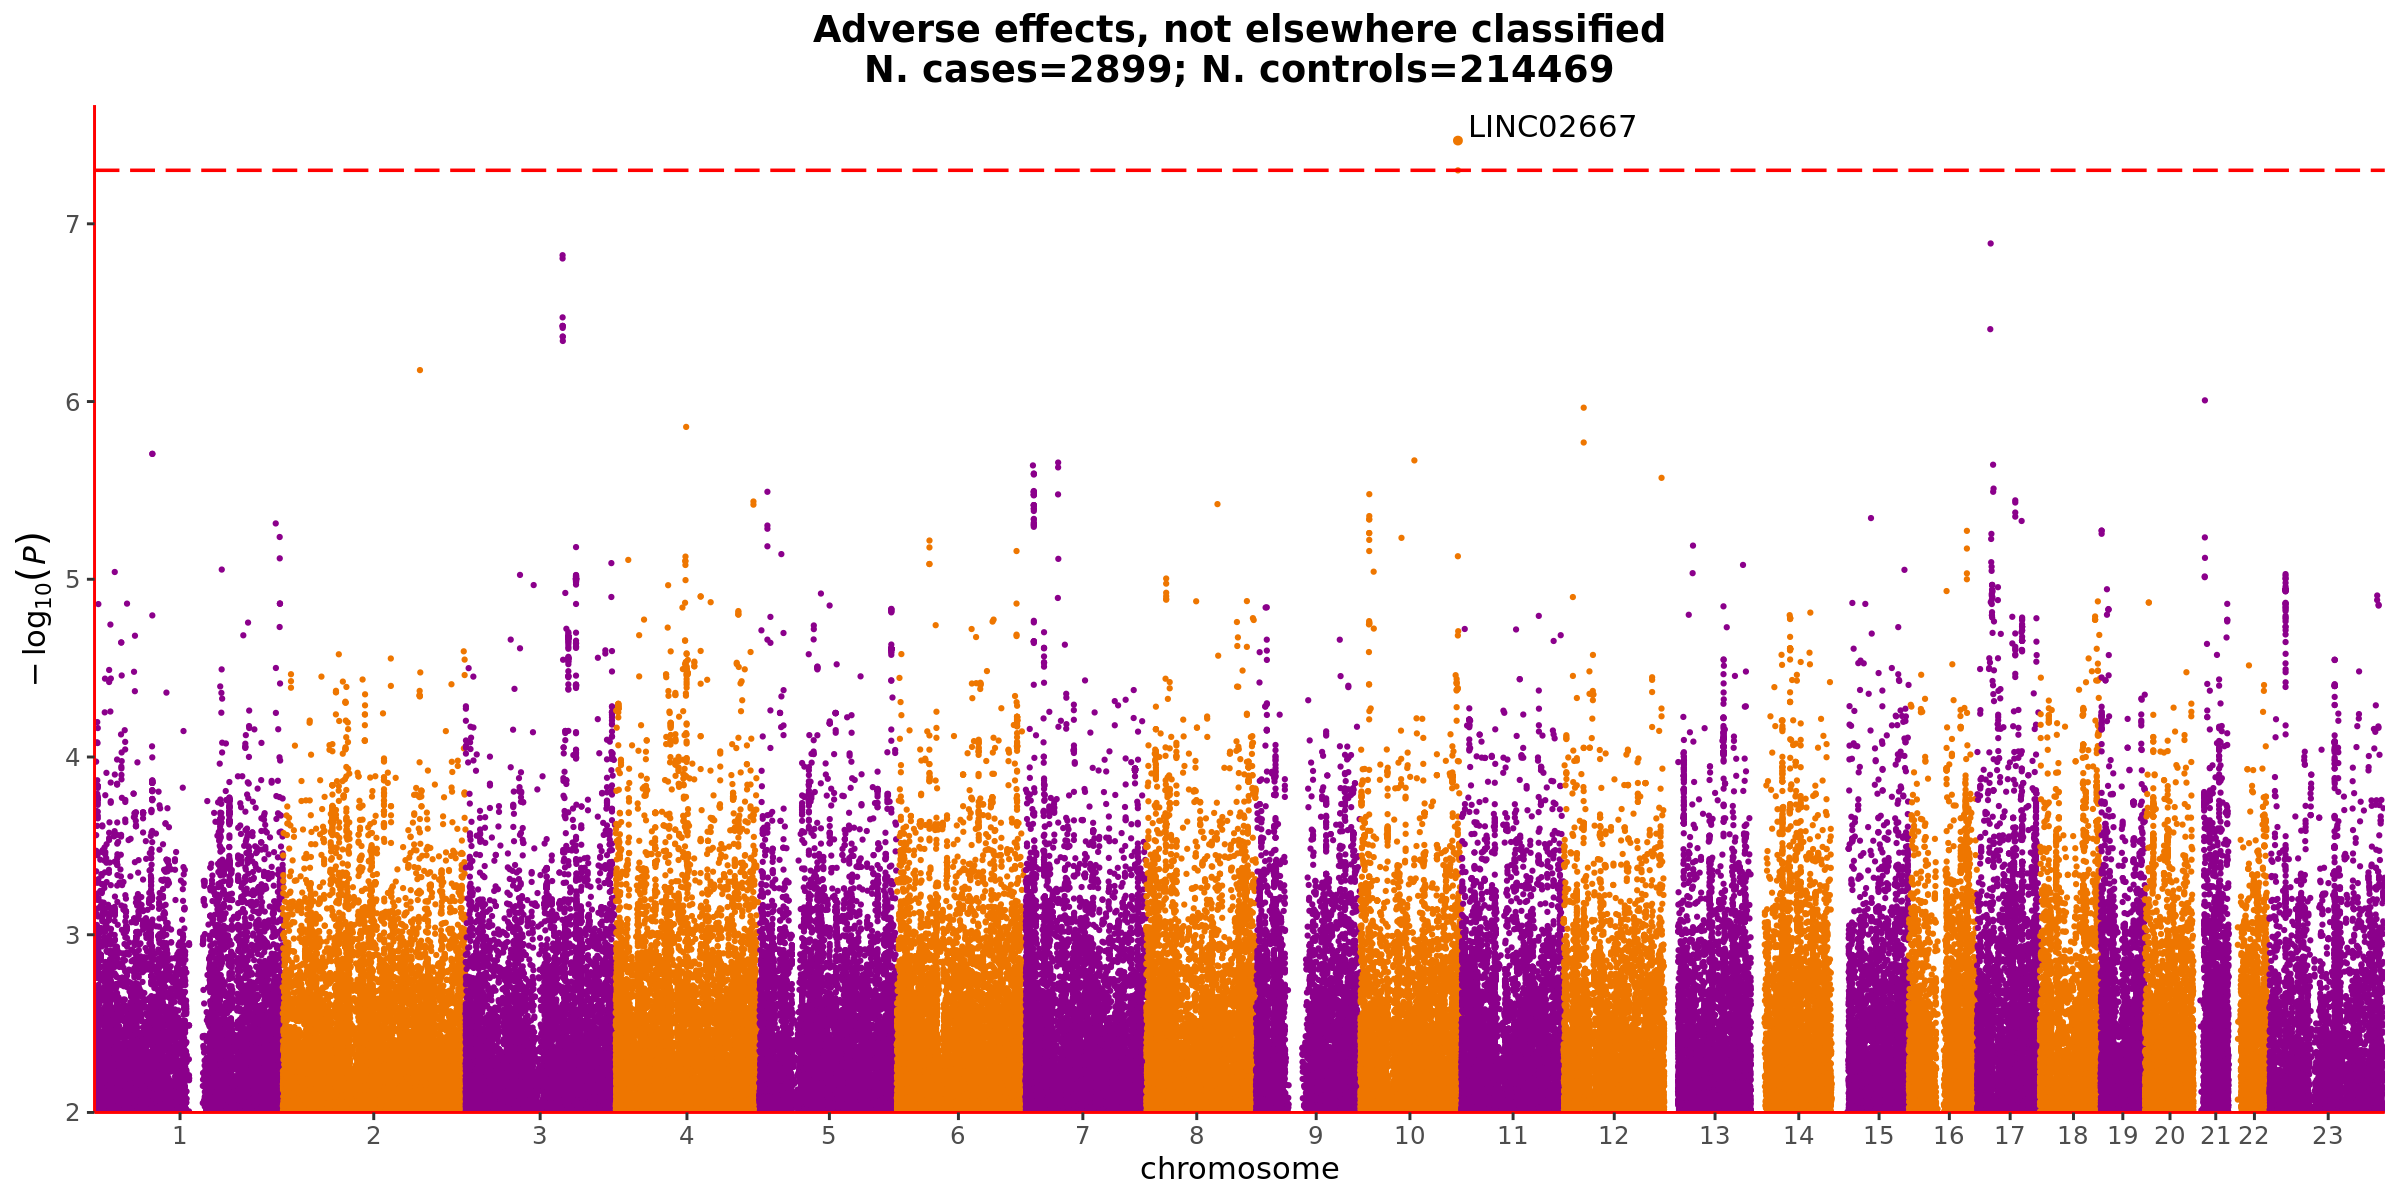 Adverse effects, not elsewhere classified
N. cases=2899; N. controls=214469
LINC02667
7
6
5
4
3
2
−log10(P)
1 2 3 4 5 6 7 8 9 10 11 12 13 14 15 16 17 18 19 20 21 22 23
chromosome